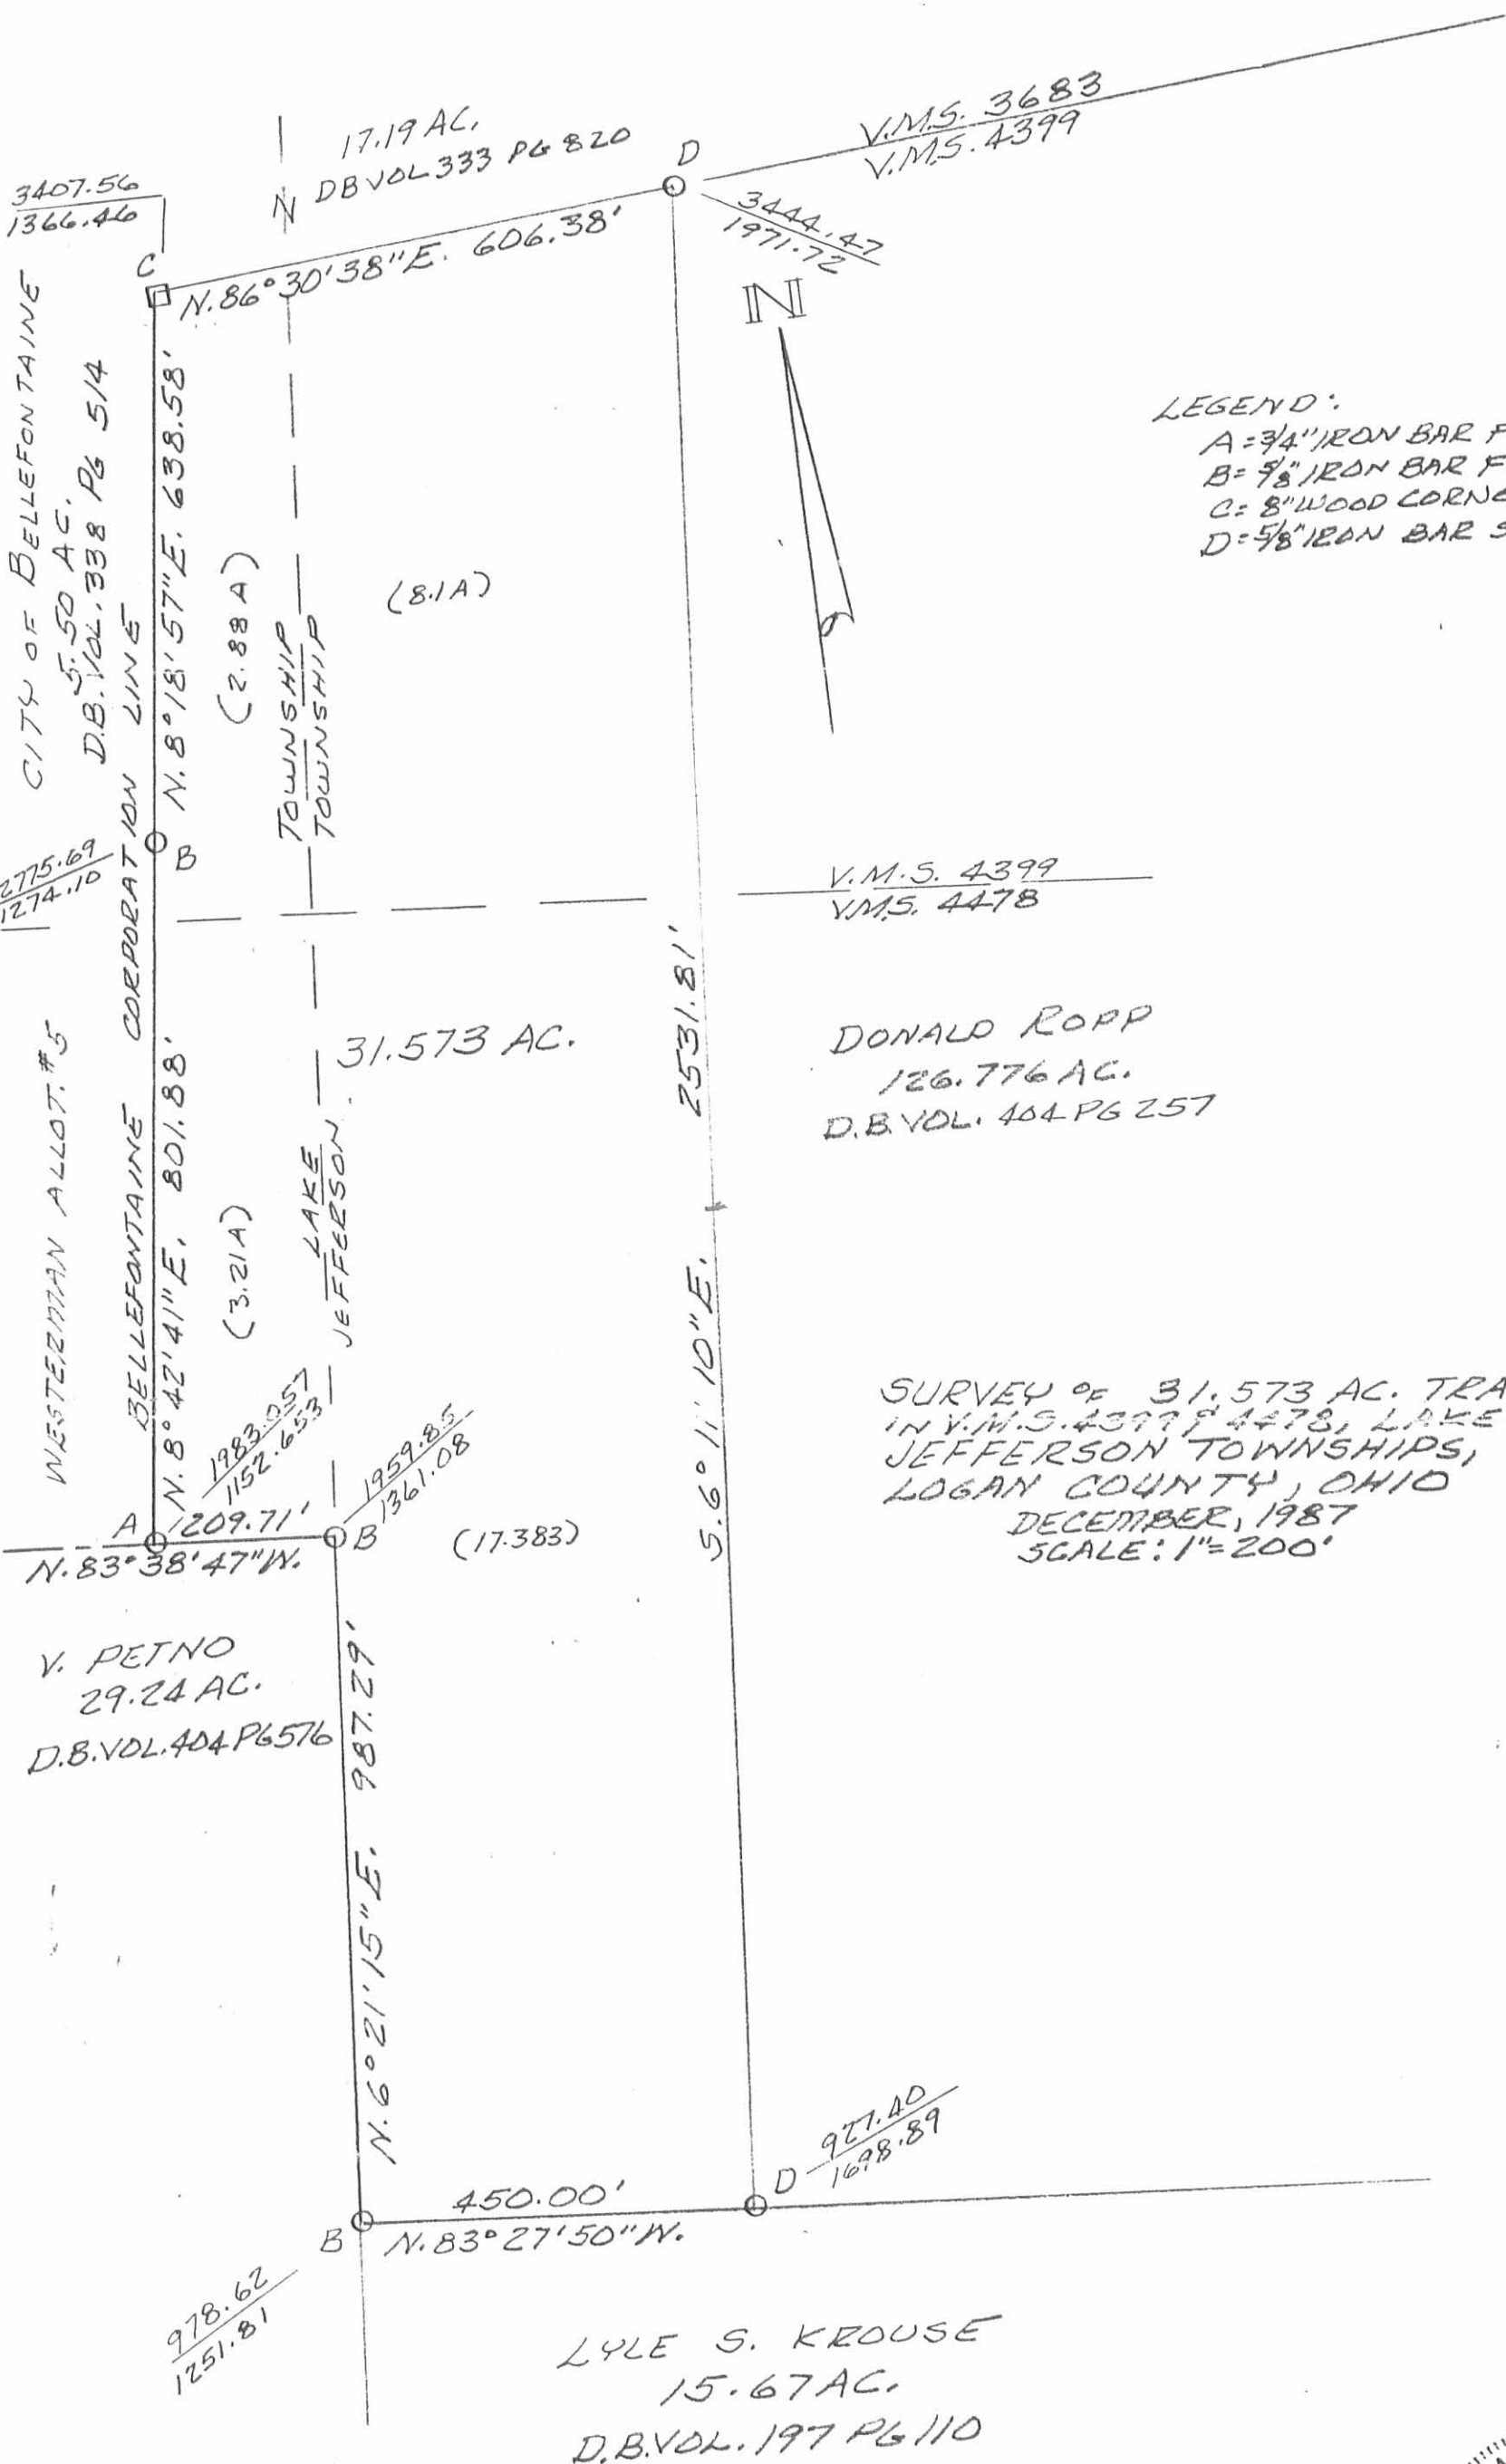 17.19 AC.
DB VOL 333 PG 820
N
V.M.S. 3683
V.M.S. 4399
3407.56
1366.46
C
D
3444.47
1971.72
N.86°30'38"E. 606.38'
N
CITY OF BELLEFONTAINE
5.50 AC.
D.B. VOL. 338 PG 514
N.8°18'57"E. 638.58'
LEGEND:
A=3/4" IRON BAR F
B=5/8" IRON BAR F
C=8" WOOD CORNE
D=5/8" IRON BAR S
(2.88 A)
(8.1A)
TOWNSHIP
TOWNSHIP
2775.69
1274.10
B
V.M.S. 4399
V.M.S. 4478
WESTERMAN ALLOT. #5
BELLEFONTAINE CORPORATION LINE
N.8°42'41"E. 801.88'
31.573 AC.
DONALD ROPP
126.776 AC.
D.B. VOL. 404 PG 257
(3.21A)
LAKE
JEFFERSON
S.6°11'10"E. 2531.81'
1983.057
1152.653
1959.85
1361.08
A
209.71'
B
N.83°38'47"W.
(17.383)
SURVEY OF 31.573 AC. TRA
IN V.M.S. 4399 & 4478, LAKE
JEFFERSON TOWNSHIPS,
LOGAN COUNTY, OHIO
DECEMBER, 1987
SCALE: 1"=200'
V. PETNO
29.24 AC.
D.B. VOL. 404 PG 576
N.6°21'15"E. 987.29'
927.40
1698.89
D
450.00'
B
N.83°27'50"W.
978.62
1251.81
LYLE S. KROUSE
15.67 AC.
D.B. VOL. 197 PG 110